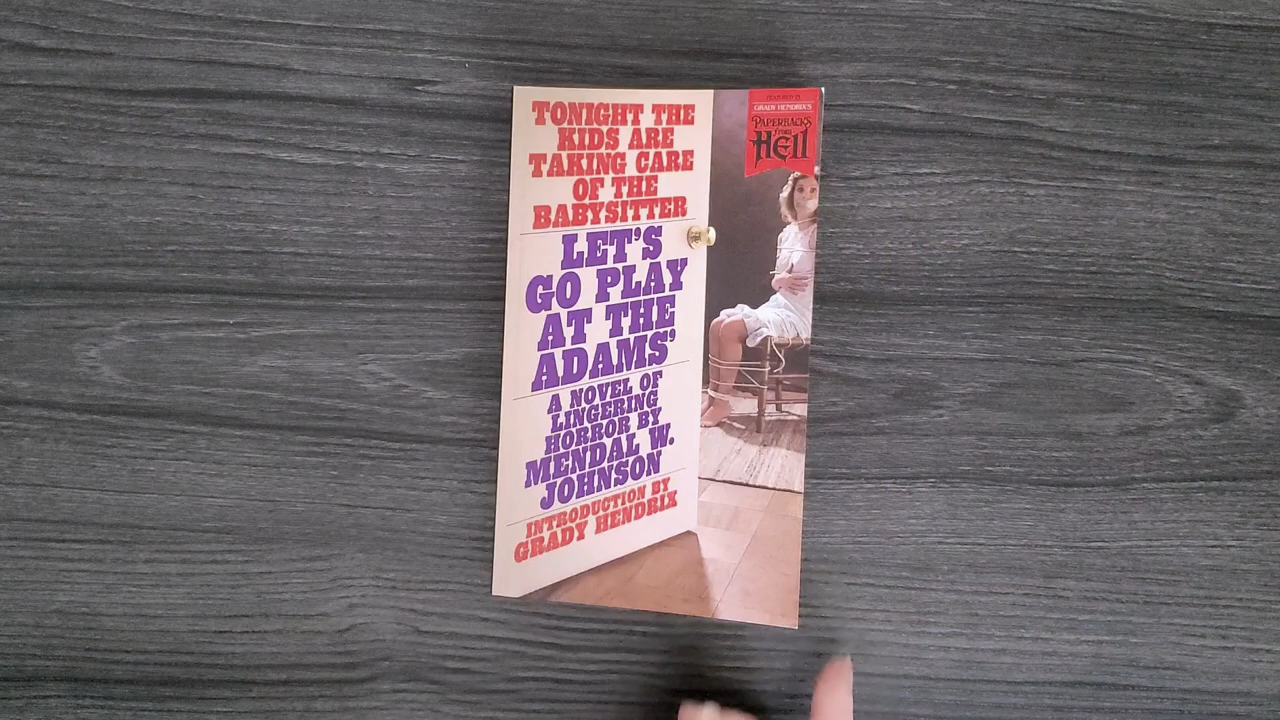 TONIGHT THE
KIDS ARE
TAKING CARE
OF THE
BABYSITTER
LET'S
GO PLAY
AT THE
ADAMS'
A NOVEL OF
LINGERING
HORROR BY
MENDAL W.
JOHNSON
INTRODUCTION BY
GRADY HENDRIX
FEATURED IN
GRADY HENDRIX'S
PAPERBACKS
from
HELL